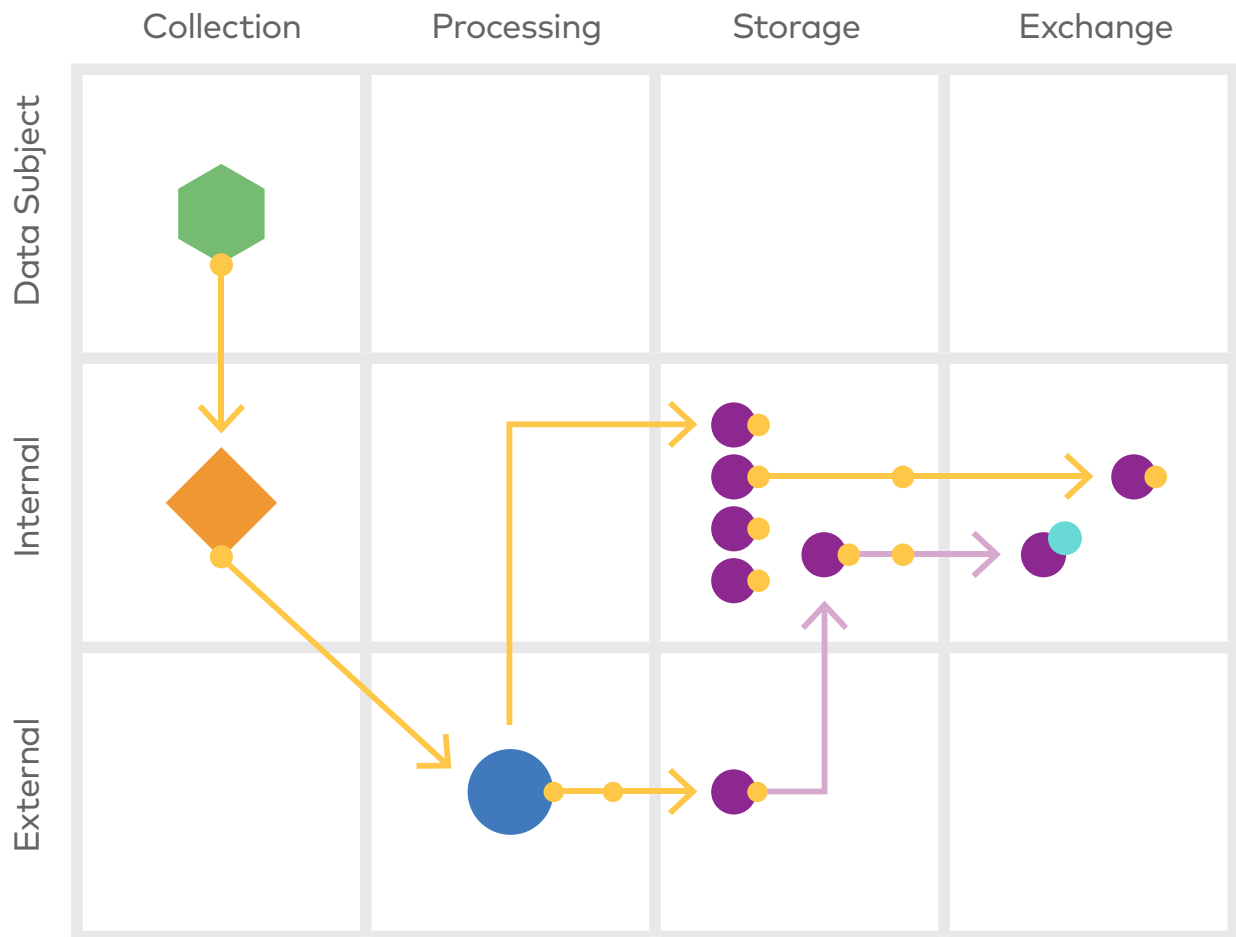 Collection
Processing
Storage
Exchange
Data Subject
Internal
External